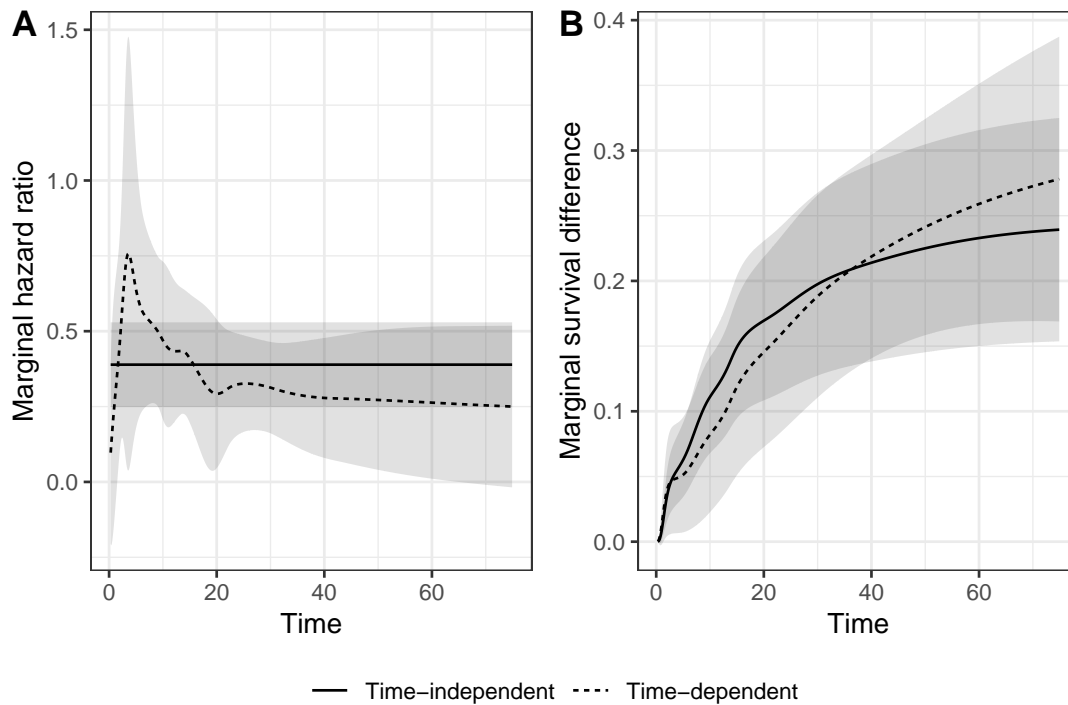 A
B
1.5
1.0
0.5
0.0
Marginal hazard ratio
0
20
40
60
Time
0.4
0.3
0.2
0.1
0.0
Marginal survival difference
0
20
40
60
Time
Time−independent
Time−dependent